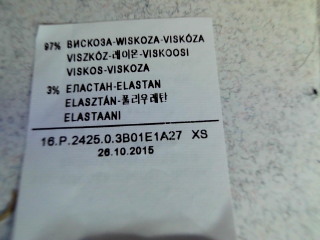 97% ВИСКОЗА-WISKOZA-VISKÓZA
VISZKÓZ-레이온-VISKOOSI
VISKOS-VISKOZA
3% ЕЛАСТАН-ELASTAN
ELASZTÁN-폴리우레탄
ELASTAANI
16.P.2425.0.3B01E1A27 XS
26.10.2015